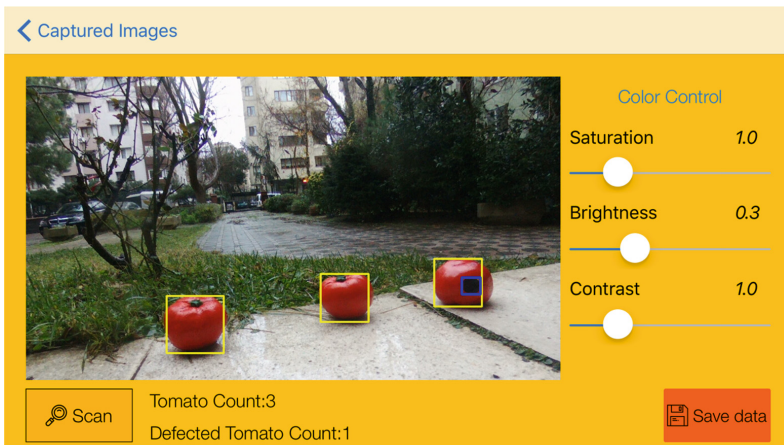 Captured Images
Color Control
Saturation 1.0
Brightness 0.3
Contrast 1.0
Scan
Tomato Count:3
Defected Tomato Count:1
Save data